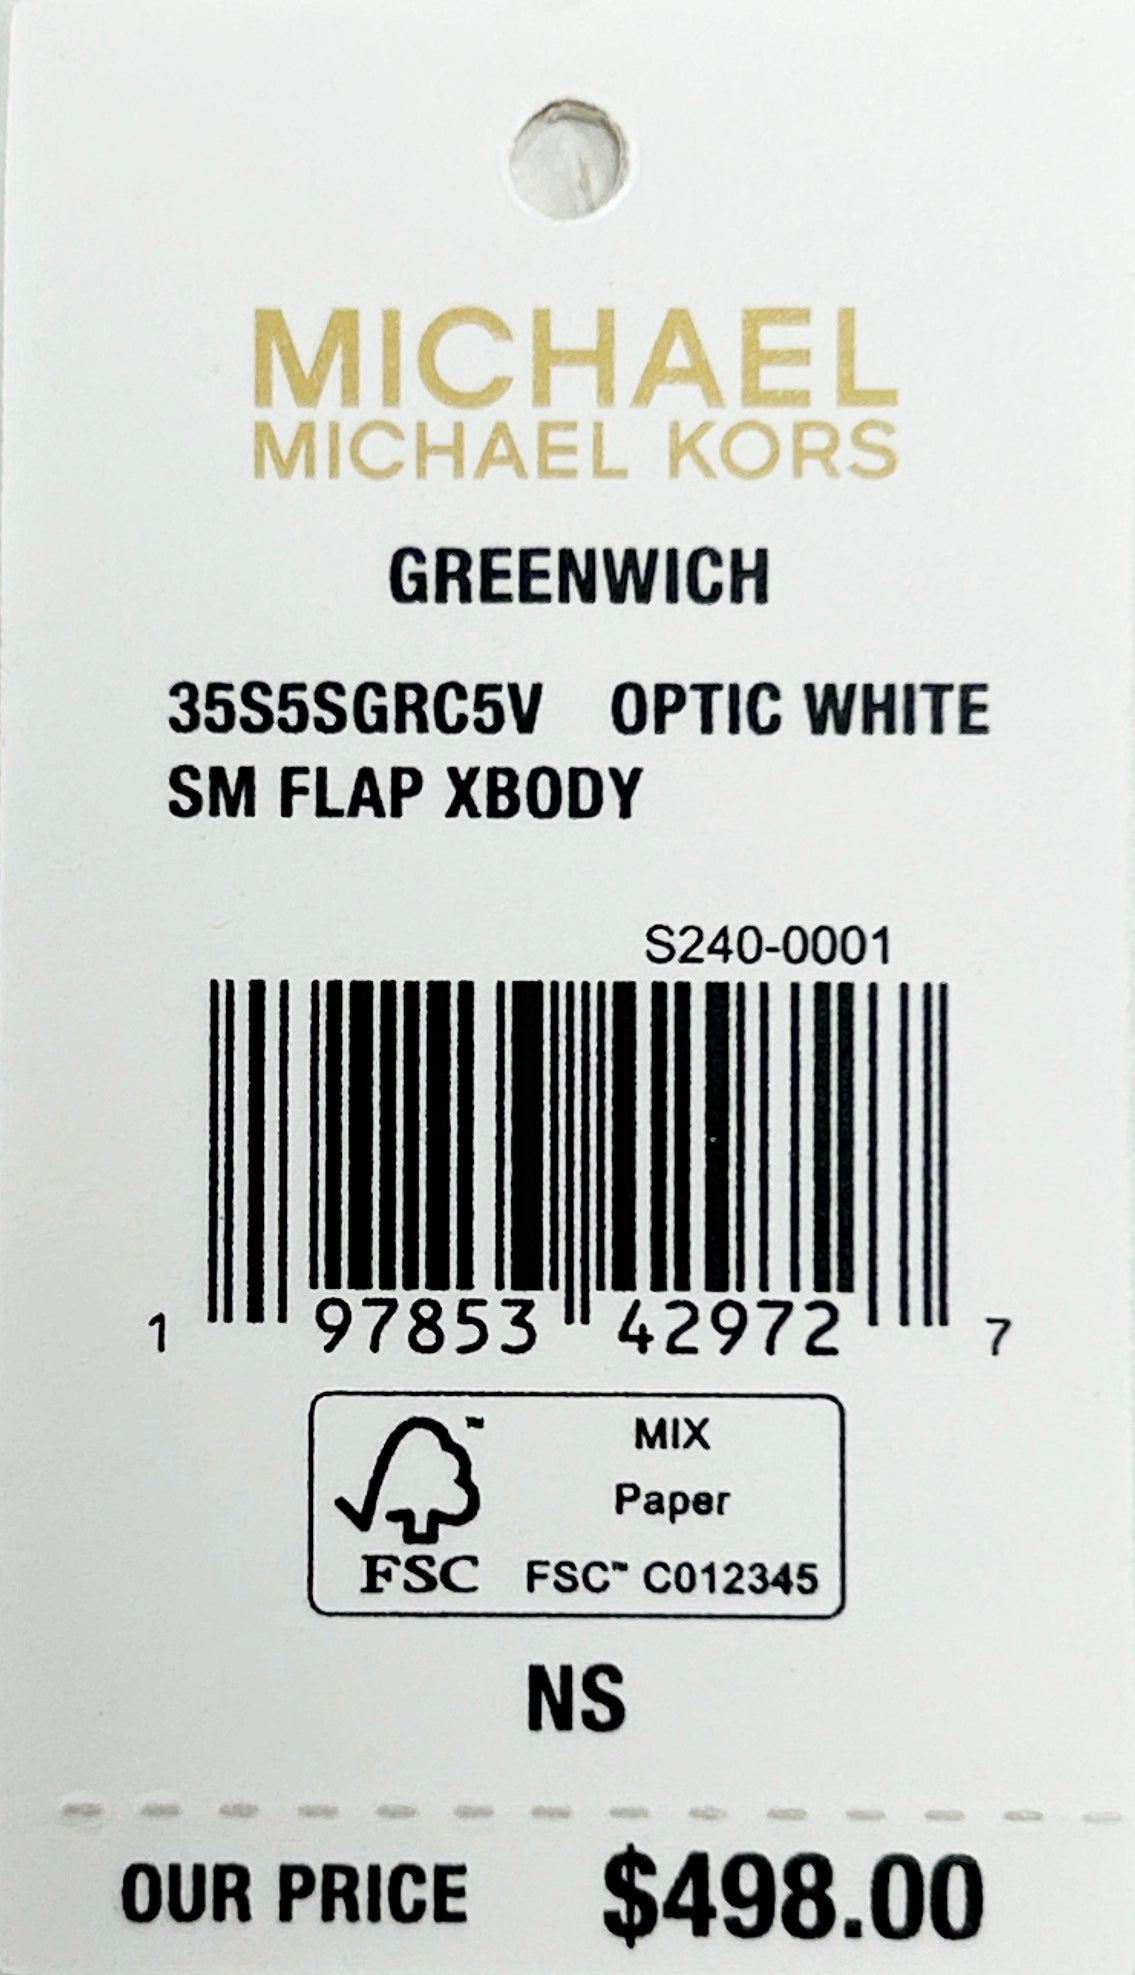 MICHAEL
MICHAEL KORS
GREENWICH
35S5SGRC5V OPTIC WHITE
SM FLAP XBODY
S240-0001
1 97853 42972 7
MIX
Paper
FSC FSC™ C012345
NS
OUR PRICE $498.00